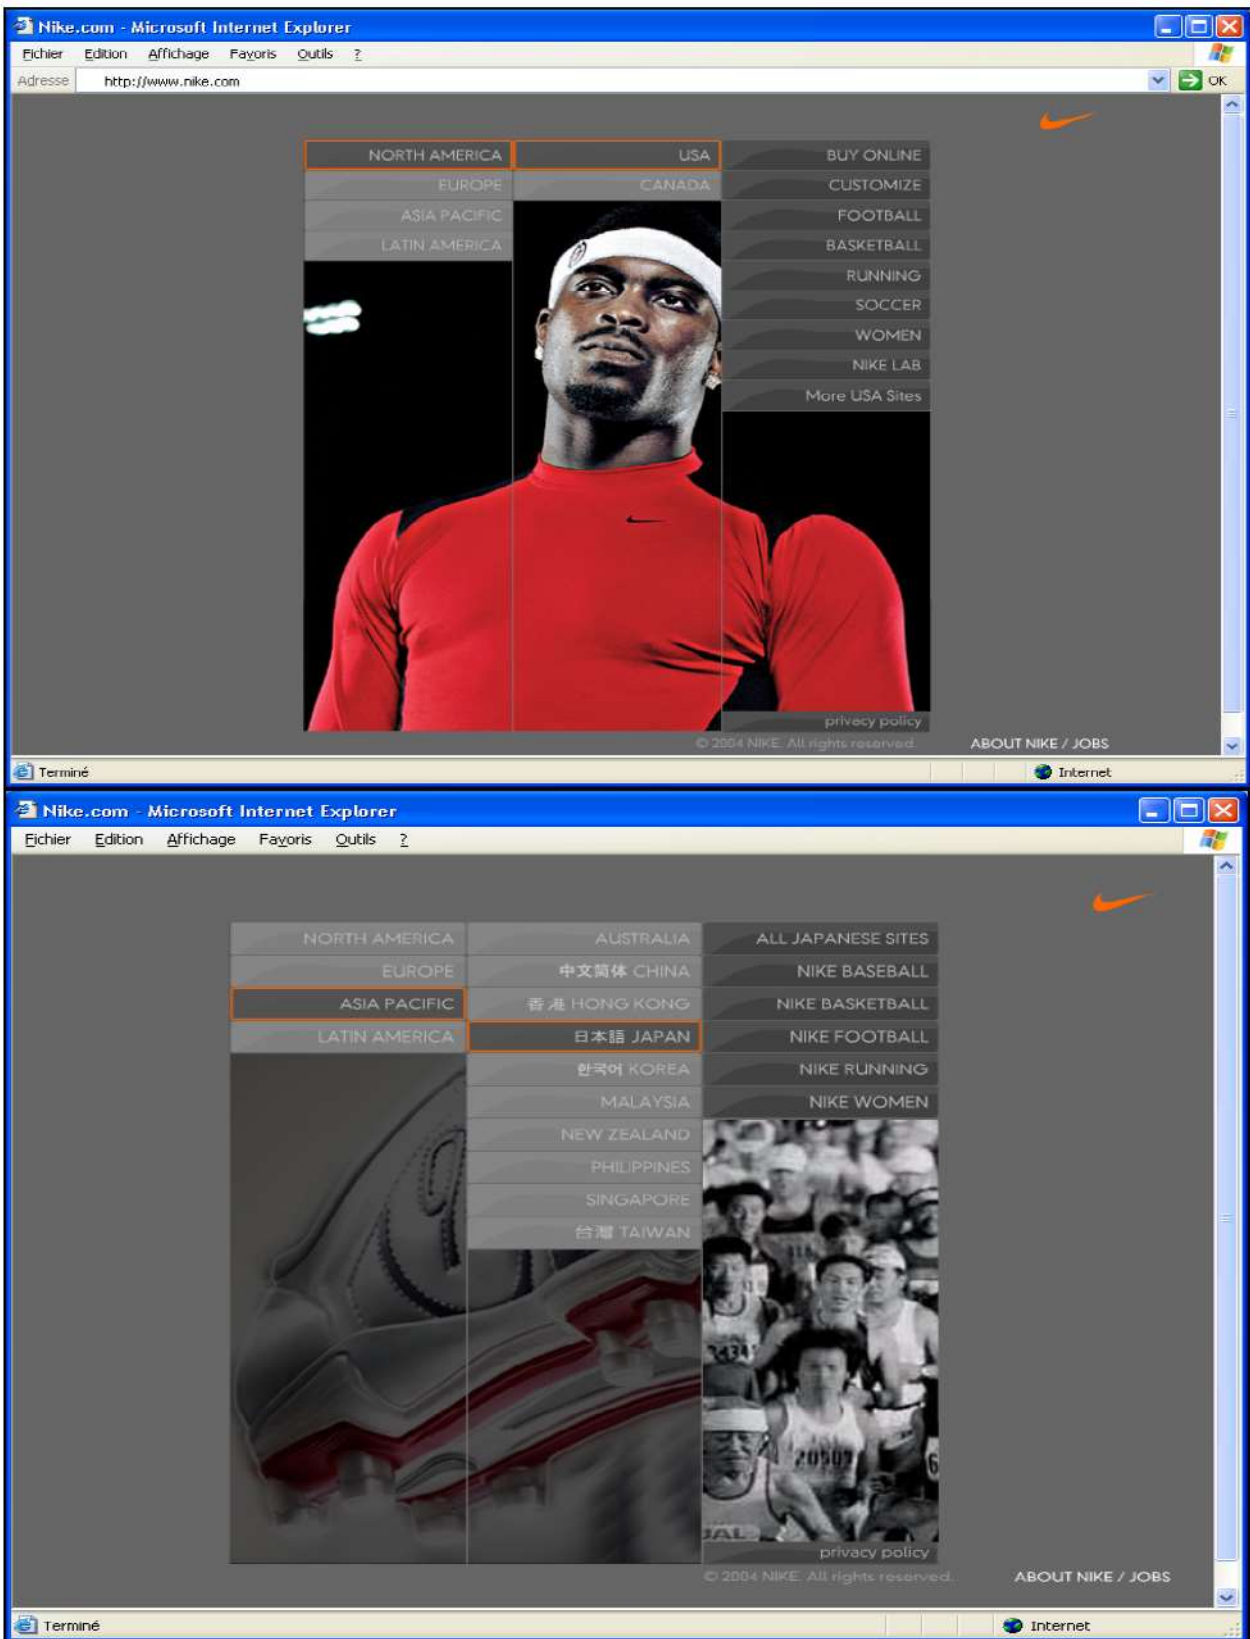 Nike.com - Microsoft Internet Explorer
Fichier Edition Affichage Favoris Outils ?
Adresse http://www.nike.com OK
NORTH AMERICA USA BUY ONLINE
EUROPE CANADA CUSTOMIZE
ASIA PACIFIC FOOTBALL
LATIN AMERICA BASKETBALL
RUNNING
SOCCER
WOMEN
NIKE LAB
More USA Sites
privacy policy
© 2004 NIKE. All rights reserved. ABOUT NIKE / JOBS
Terminé Internet
Nike.com - Microsoft Internet Explorer
Fichier Edition Affichage Favoris Outils ?
NORTH AMERICA AUSTRALIA ALL JAPANESE SITES
EUROPE 中文简体 CHINA NIKE BASEBALL
ASIA PACIFIC 香港 HONG KONG NIKE BASKETBALL
LATIN AMERICA 日本語 JAPAN NIKE FOOTBALL
한국어 KOREA NIKE RUNNING
MALAYSIA NIKE WOMEN
NEW ZEALAND
PHILIPPINES
SINGAPORE
台灣 TAIWAN
20907
privacy policy
© 2004 NIKE. All rights reserved. ABOUT NIKE / JOBS
Terminé Internet